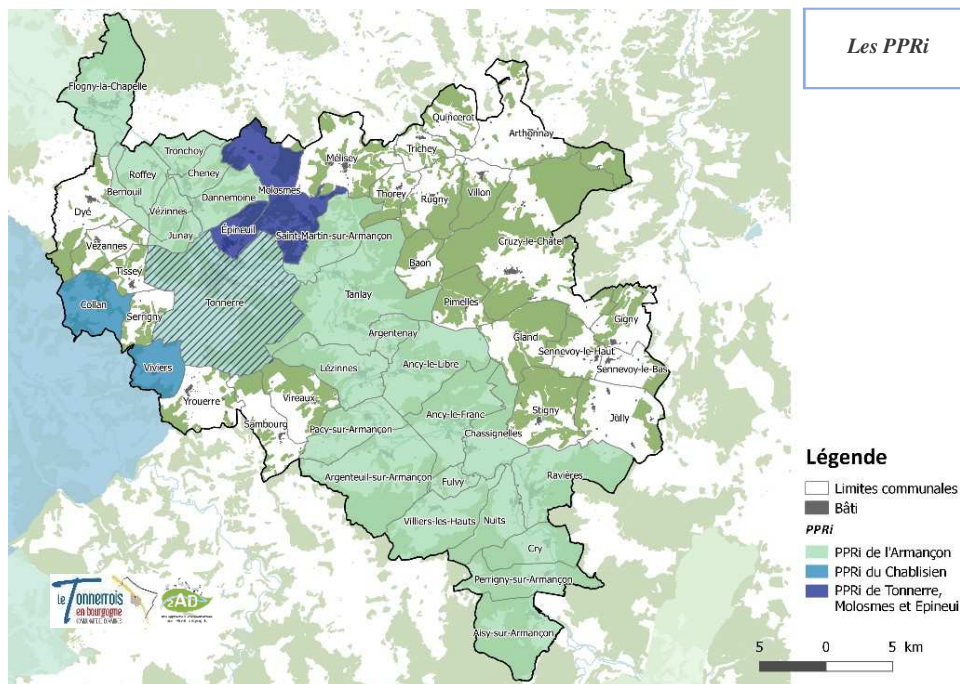 Les PPRi
Flogny-la-Chapelle
Tronchoy
Roffey
Cheney
Bernouil
Dannemoine
Molosmes
Dyé
Vézinnes
Junay
Épineuil
Saint-Martin-sur-Armançon
Vézannes
Tissey
Collan
Serrigny
Tonnerre
Viviers
Yrouerre
Quincerot
Arthonnay
Trichey
Mélisey
Thorey
Rugny
Villon
Cruzy-le-Châtel
Baon
Pimelles
Tanlay
Argentenay
Gland
Gigny
Sennevoy-le-Haut
Sennevoy-le-Bas
Lézinnes
Ancy-le-Libre
Vireaux
Sambourg
Ancy-le-Franc
Stigny
Jully
Pacy-sur-Armançon
Chassignelles
Argenteuil-sur-Armançon
Fulvy
Ravières
Villiers-les-Hauts
Nuits
Cry
Perrigny-sur-Armançon
Aisy-sur-Armançon
Légende
Limites communales
Bâti
PPRi
PPRi de l'Armançon
PPRi du Chablisien
PPRi de Tonnerre,
Molosmes et Epineui
5 0 5 km
Le Tonnerrois
en bourgogne
2AD